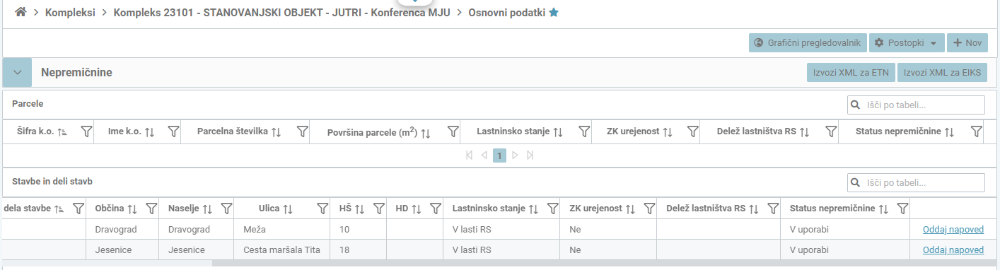 Kompleksi > Kompleks 23101 - STANOVANJSKI OBJEKT - JUTRI - Konferenca MJU > Osnovni podatki
Grafični pregledovalnik Postopki + Nov
Nepremičnine Izvozi XML za ETN Izvozi XML za EIKS
Parcele Išči po tabeli...
Šifra k.o. Ime k.o. Parcelna številka Površina parcele (m²) Lastninsko stanje ZK urejenost Delež lastništva RS Status nepremičnine
1
Stavbe in deli stavb Išči po tabeli...
dela stavbe Občina Naselje Ulica HŠ HD Lastninsko stanje ZK urejenost Delež lastništva RS Status nepremičnine
Dravograd Dravograd Meža 10 V lasti RS Ne V uporabi Oddaj napoved
Jesenice Jesenice Cesta maršala Tita 18 V lasti RS Ne V uporabi Oddaj napoved